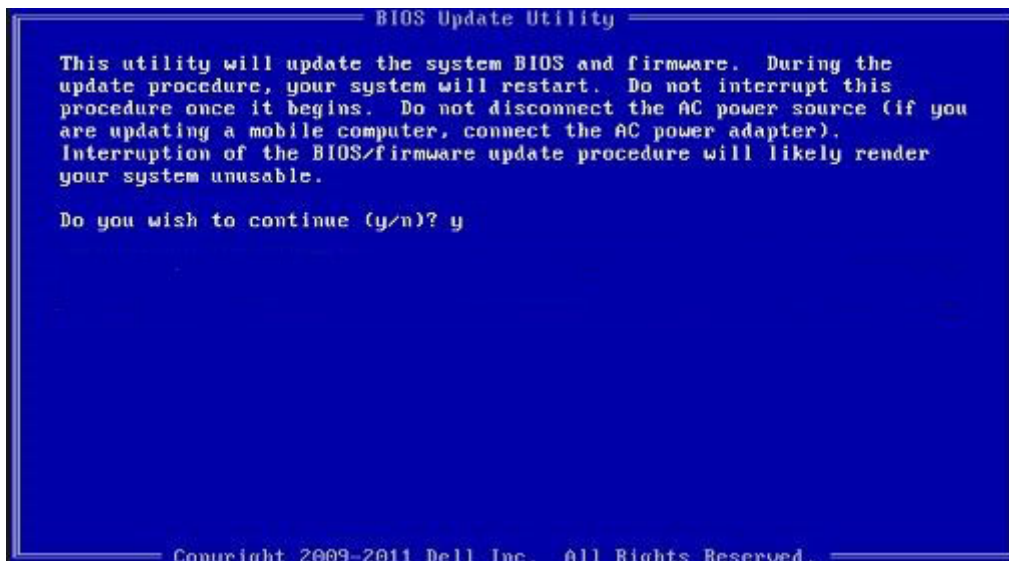 BIOS Update Utility
This utility will update the system BIOS and firmware. During the
update procedure, your system will restart. Do not interrupt this
procedure once it begins. Do not disconnect the AC power source (if you
are updating a mobile computer, connect the AC power adapter).
Interruption of the BIOS/firmware update procedure will likely render
your system unusable.
Do you wish to continue (y/n)? y
Copyright 2009-2011 Dell Inc. All Rights Reserved.